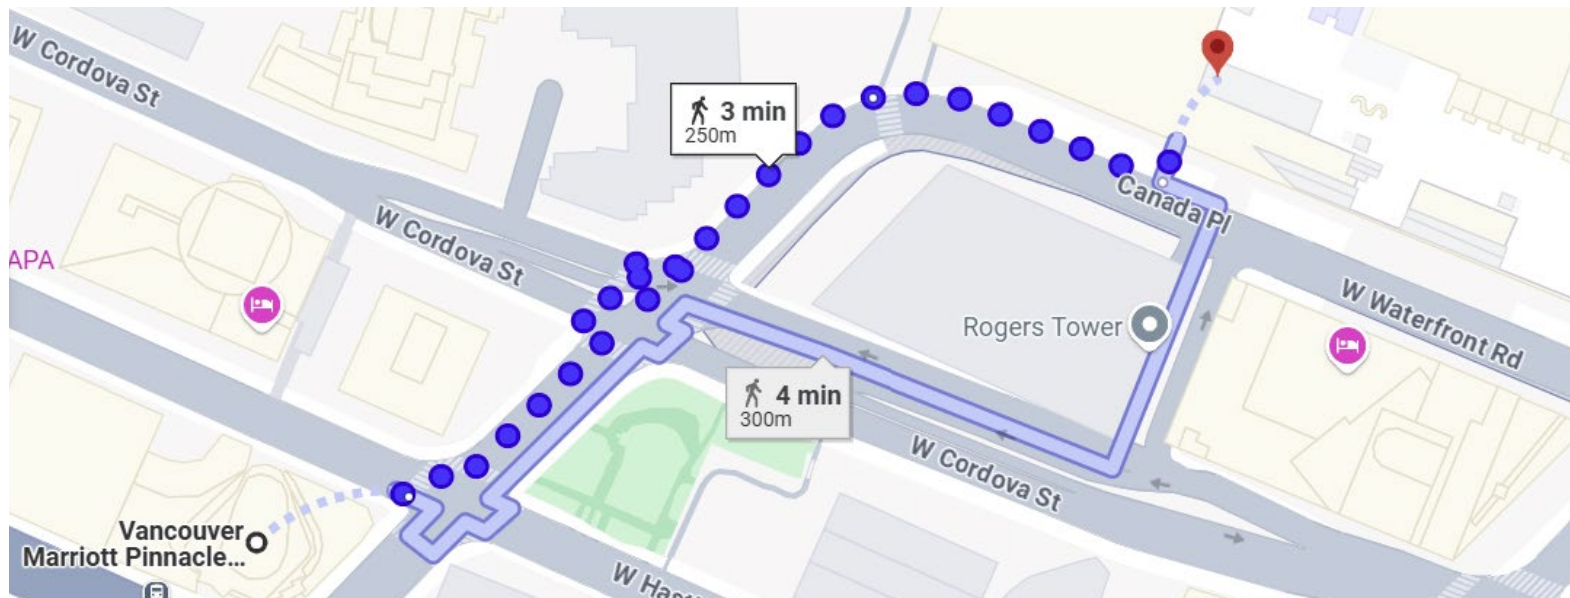 W Cordova St
3 min
250m
Canada Pl
W Cordova St
APA
W Waterfront Rd
Rogers Tower
4 min
300m
W Cordova St
Vancouver
Marriott Pinnacle...
W Hasti